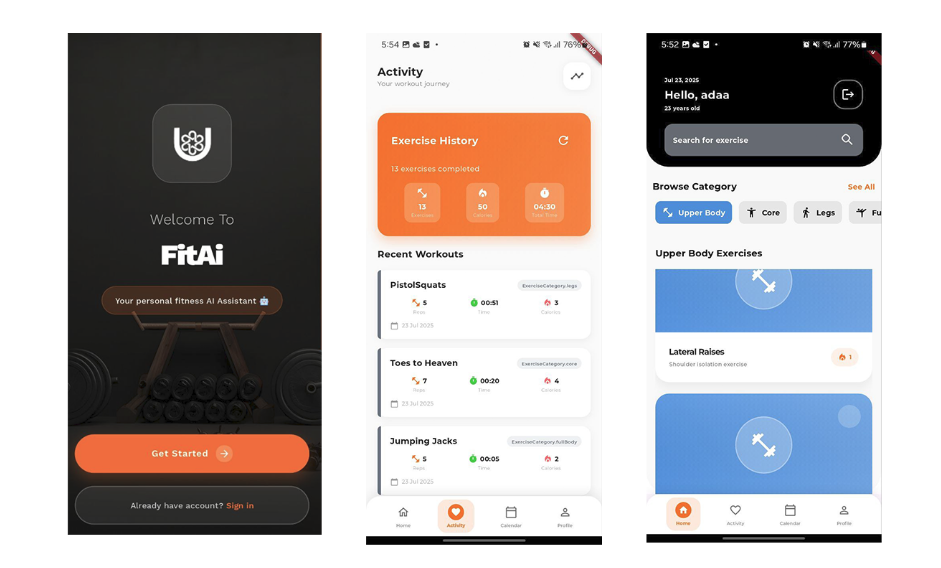 Welcome To
FitAi
Your personal fitness AI Assistant 🤖
Get Started
Already have account? Sign in
5:54
76%
Activity
Your workout journey
Exercise History
13 exercises completed
13
50
04:30
Exercises
Calories
Total Time
Recent Workouts
PistolSquats
ExerciseCategory.legs
5
00:51
3
Reps
Time
Calories
23 Jul 2025
Toes to Heaven
ExerciseCategory.core
7
00:20
4
Reps
Time
Calories
23 Jul 2025
Jumping Jacks
ExerciseCategory.fullBody
5
00:05
2
Reps
Time
Calories
23 Jul 2025
Home
Activity
Calendar
Profile
5:52
77%
Jul 23, 2025
Hello, adaa
23 years old
Search for exercise
Browse Category
See All
Upper Body
Core
Legs
Fu
Upper Body Exercises
Lateral Raises
1
Shoulder isolation exercise
Home
Activity
Calendar
Profile